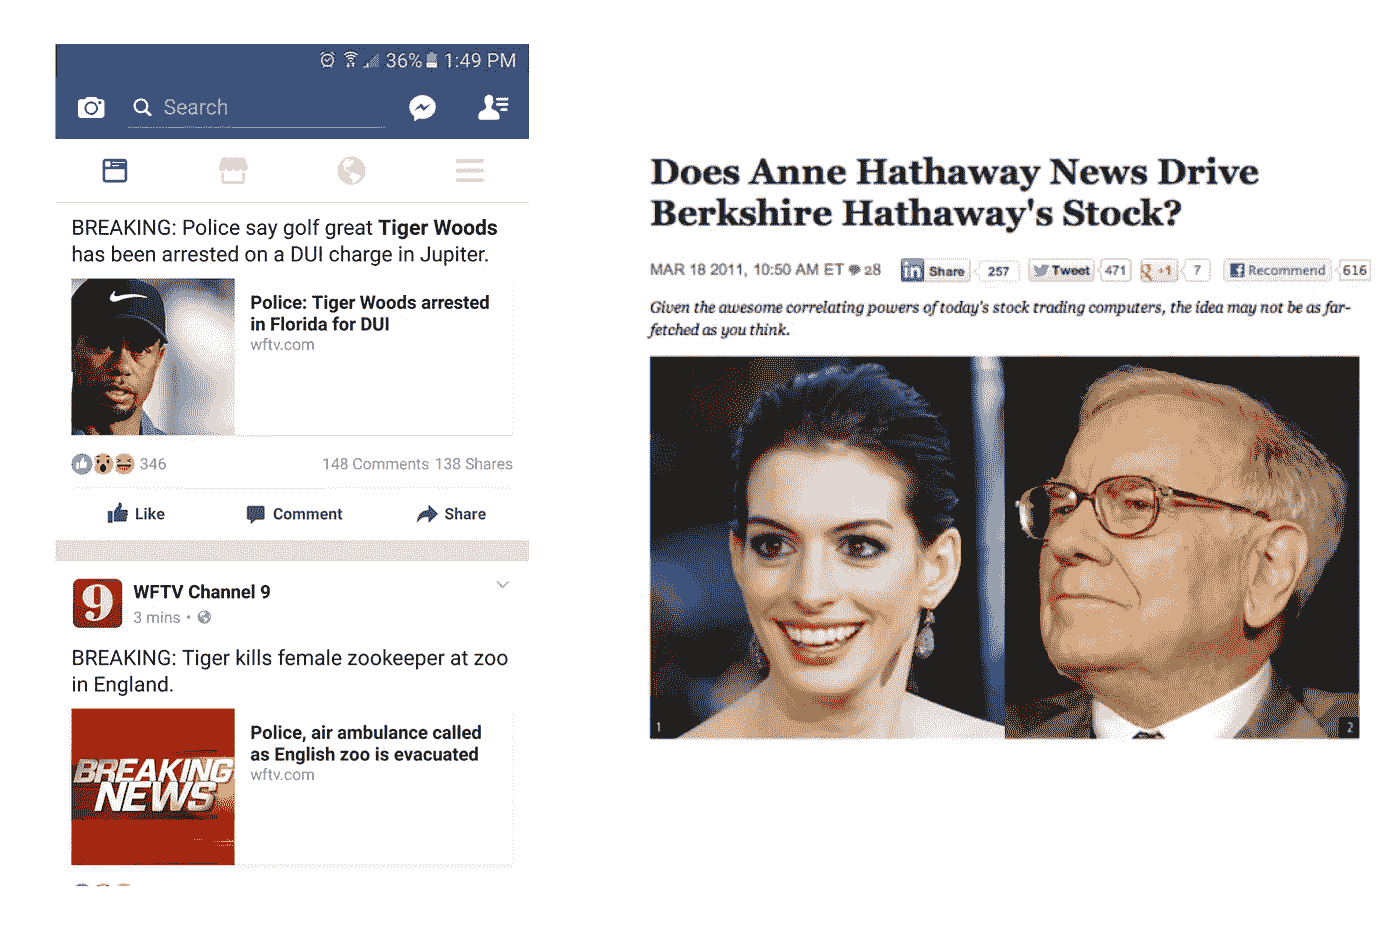 36% 1:49 PM
Search
BREAKING: Police say golf great Tiger Woods
has been arrested on a DUI charge in Jupiter.
Police: Tiger Woods arrested
in Florida for DUI
wftv.com
346 148 Comments 138 Shares
Like Comment Share
9 WFTV Channel 9
3 mins •
BREAKING: Tiger kills female zookeeper at zoo
in England.
BREAKING
NEWS
Police, air ambulance called
as English zoo is evacuated
wftv.com
Does Anne Hathaway News Drive
Berkshire Hathaway's Stock?
MAR 18 2011, 10:50 AM ET 28 in Share 257 Tweet 471 g +1 7 f Recommend 616
Given the awesome correlating powers of today's stock trading computers, the idea may not be as far-
fetched as you think.
1 2